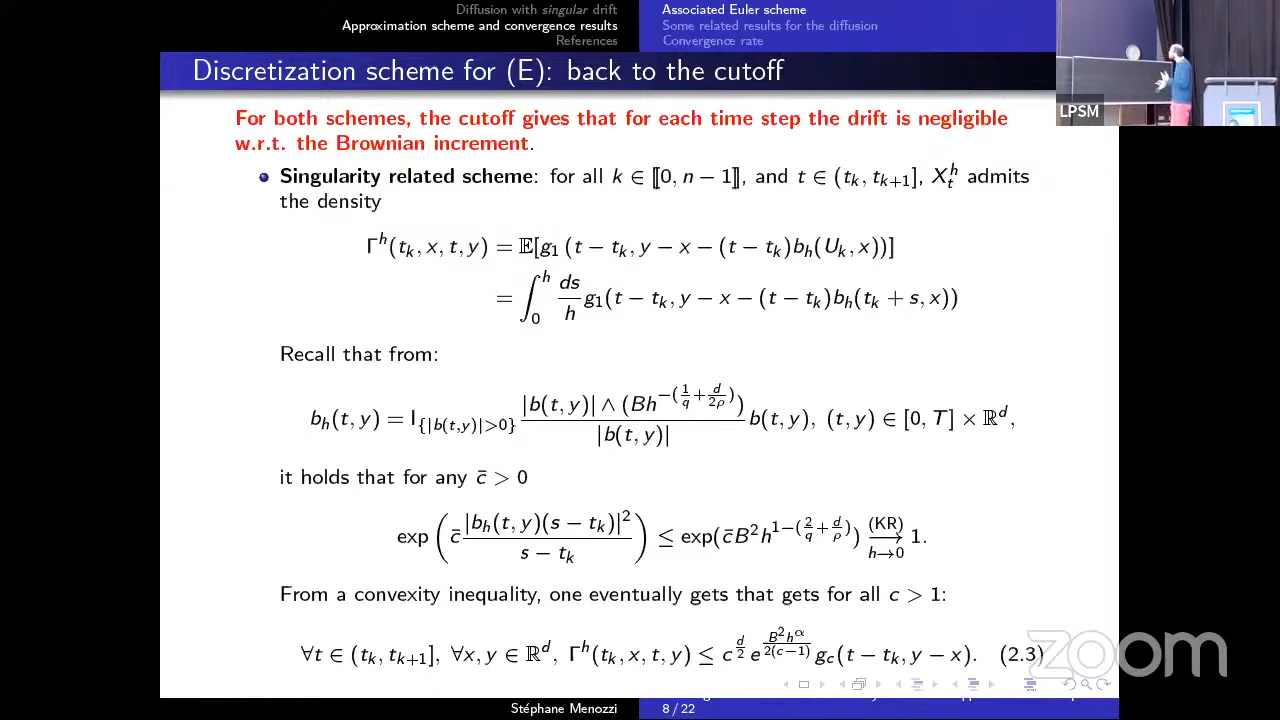 Diffusion with singular drift
Approximation scheme and convergence results
References
Associated Euler scheme
Some related results for the diffusion
Convergence rate
LPSM
Discretization scheme for (E): back to the cutoff
For both schemes, the cutoff gives that for each time step the drift is negligible
w.r.t. the Brownian increment.
Singularity related scheme: for all k ∈ ⟦0, n − 1⟧, and t ∈ (t_k, t_{k+1}], X_t^h admits
the density
Γ^h(t_k, x, t, y) = 𝔼[g_1 (t − t_k, y − x − (t − t_k)b_h(U_k, x))]
= ∫_0^h ds/h g_1(t − t_k, y − x − (t − t_k)b_h(t_k + s, x))
Recall that from:
b_h(t, y) = I_{{|b(t,y)|>0}} |b(t, y)| ∧ (Bh^{−(1/q + d/2ρ)}) / |b(t, y)| b(t, y), (t, y) ∈ [0, T] × ℝ^d,
it holds that for any c̄ > 0
exp ( c̄ |b_h(t, y)(s − t_k)|^2 / s − t_k ) ≤ exp(c̄B^2h^{1−(2/q + d/ρ)}) (KR) ⟶ h→0 1.
From a convexity inequality, one eventually gets that gets for all c > 1:
∀t ∈ (t_k, t_{k+1}], ∀x, y ∈ ℝ^d, Γ^h(t_k, x, t, y) ≤ c^{d/2} e^{B^2h^α / 2(c−1)} g_c(t − t_k, y − x). (2.3)
zoom
Stéphane Menozzi
8 / 22